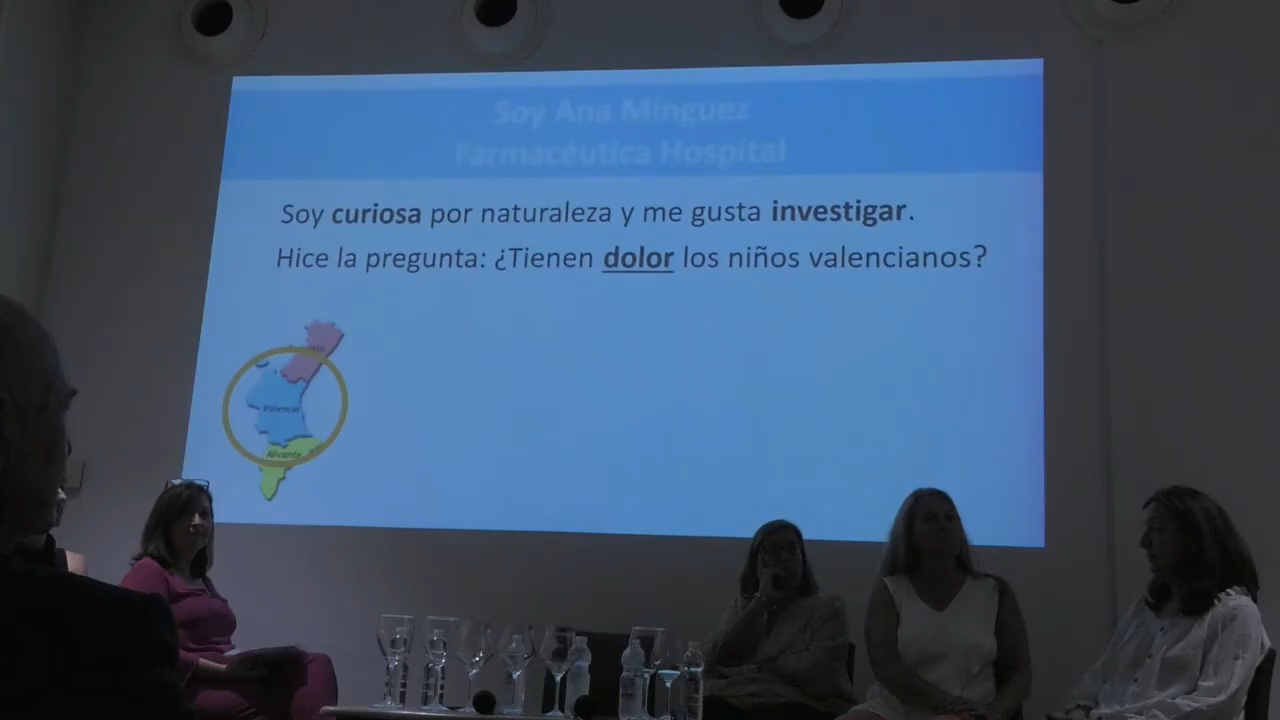 Soy Ana Mínguez
Farmacéutica Hospital
Soy curiosa por naturaleza y me gusta investigar.
Hice la pregunta: ¿Tienen dolor los niños valencianos?
Valencia
Alicante